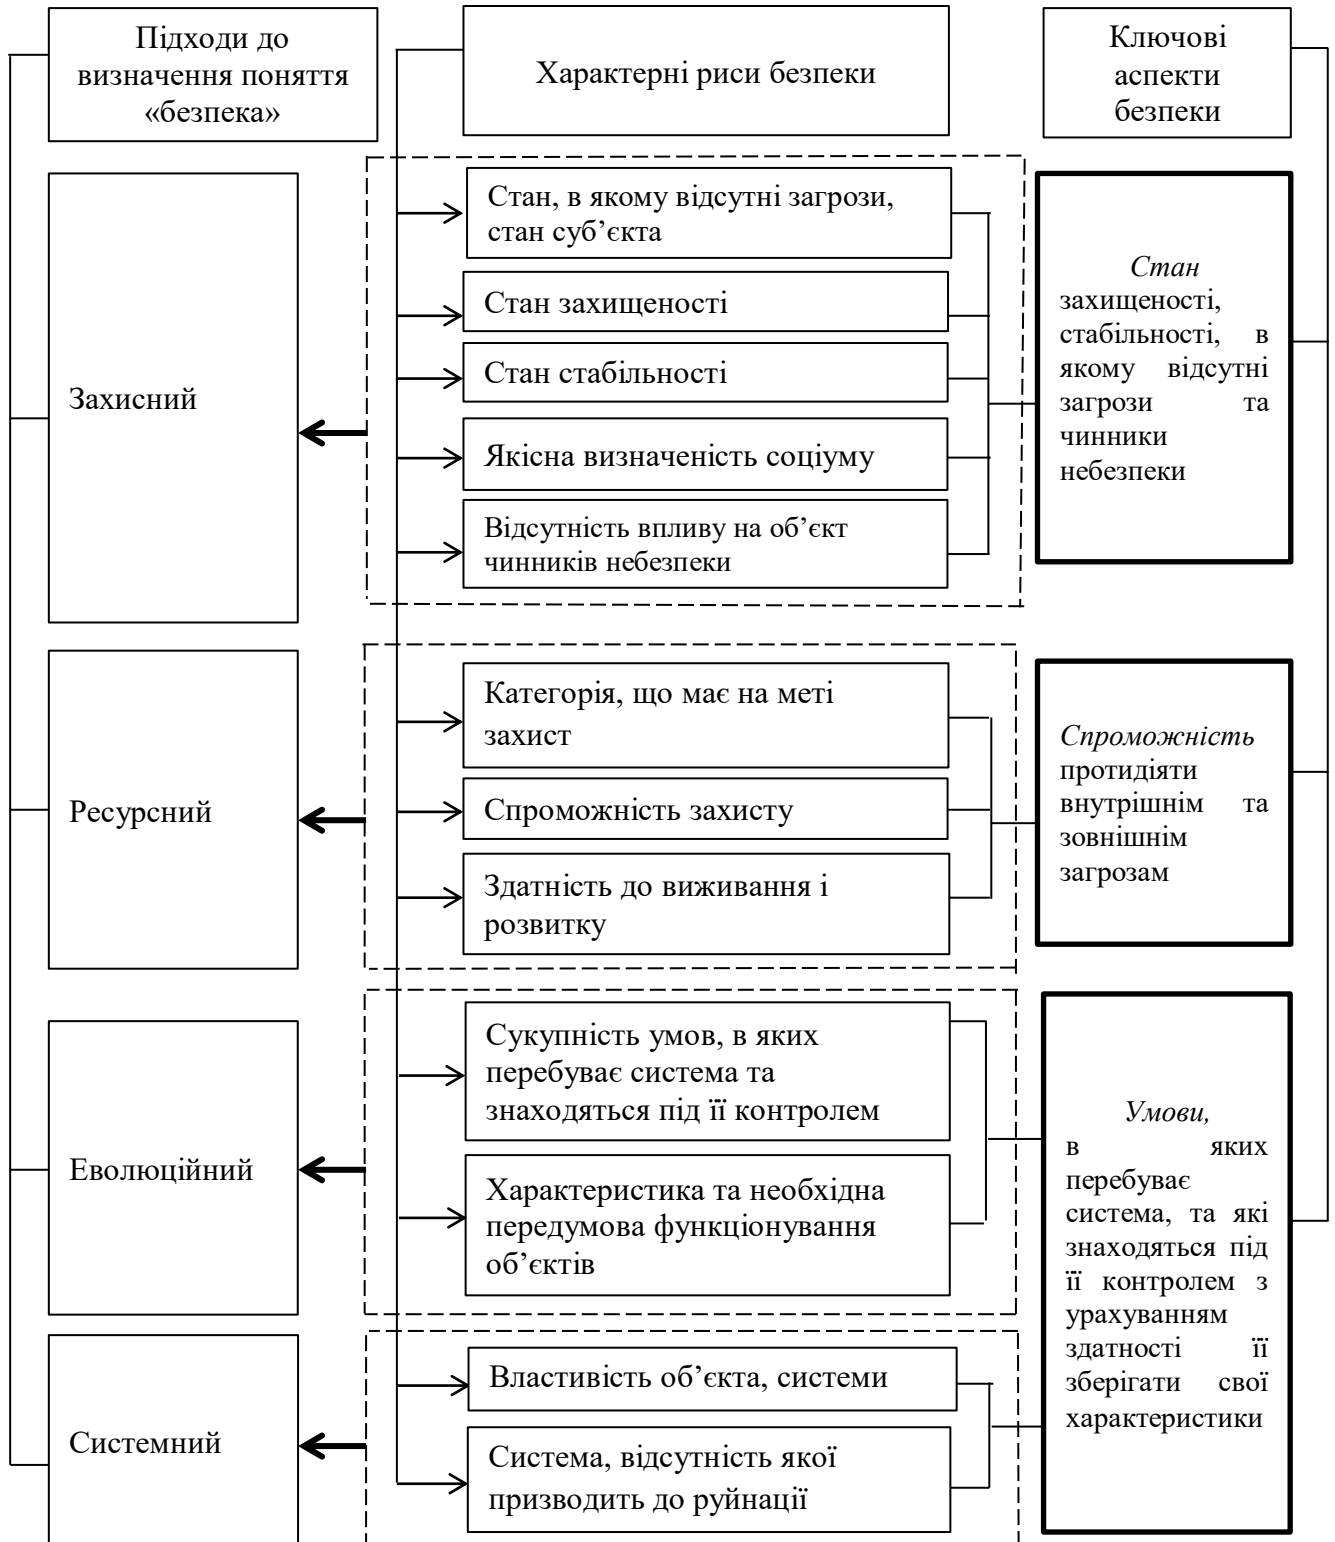 Підходи до
визначення поняття
«безпека»
Характерні риси безпеки
Ключові
аспекти
безпеки
Захисний
Стан, в якому відсутні загрози,
стан суб’єкта
Стан захищеності
Стан стабільності
Якісна визначеність соціуму
Відсутність впливу на об’єкт
чинників небезпеки
Стан
захищеності,
стабільності, в
якому відсутні
загрози та
чинники
небезпеки
Ресурсний
Категорія, що має на меті
захист
Спроможність захисту
Здатність до виживання і
розвитку
Спроможність
протидіяти
внутрішнім та
зовнішнім
загрозам
Еволюційний
Сукупність умов, в яких
перебуває система та
знаходяться під її контролем
Характеристика та необхідна
передумова функціонування
об’єктів
Умови,
в яких
перебуває
система, та які
знаходяться під
її контролем з
урахуванням
здатності її
зберігати свої
характеристики
Системний
Властивість об’єкта, системи
Система, відсутність якої
призводить до руйнації